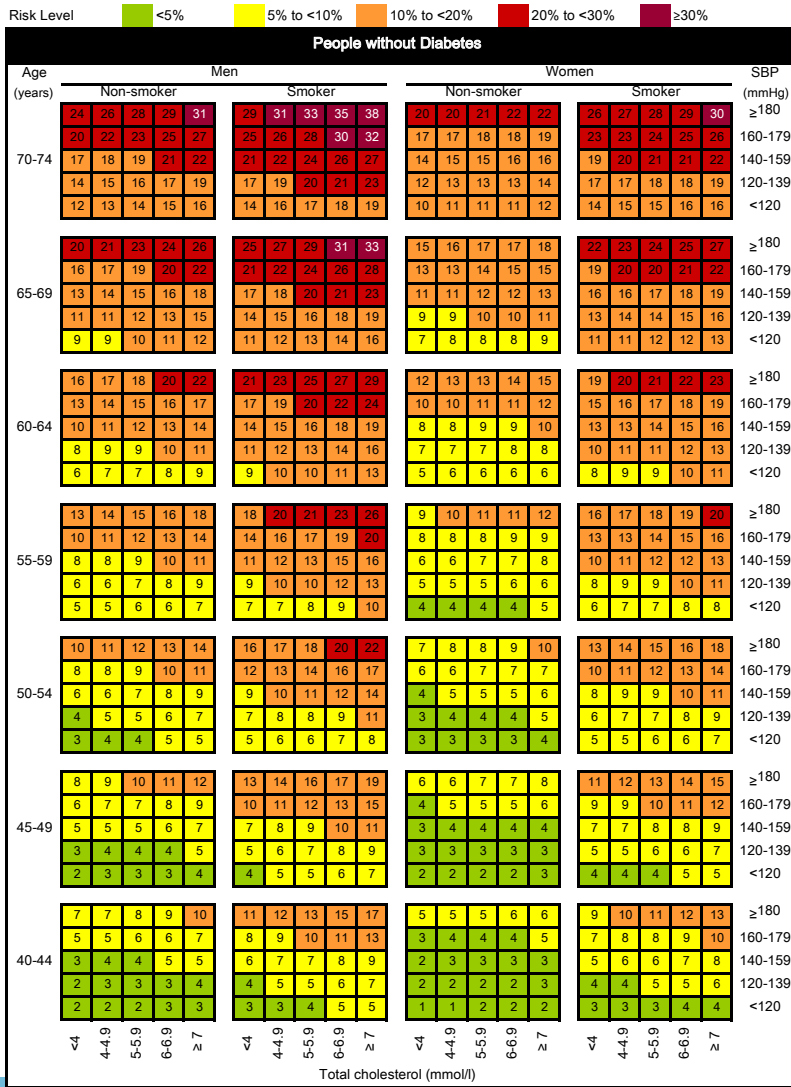 Risk Level <5% 5% to <10% 10% to <20% 20% to <30% ≥30%
People without Diabetes
Age Men Women SBP
(years) Non-smoker Smoker Non-smoker Smoker (mmHg)
24 26 28 29 31 29 31 33 35 38 20 20 21 22 22 26 27 28 29 30 ≥180
20 22 23 25 27 25 26 28 30 32 17 17 18 18 19 23 23 24 25 26 160-179
70-74 17 18 19 21 22 21 22 24 26 27 14 15 15 16 16 19 20 21 21 22 140-159
14 15 16 17 19 17 19 20 21 23 12 13 13 13 14 17 17 18 18 19 120-139
12 13 14 15 16 14 16 17 18 19 10 11 11 11 12 14 15 15 16 16 <120
20 21 23 24 26 25 27 29 31 33 15 16 17 17 18 22 23 24 25 27 ≥180
16 17 19 20 22 21 22 24 26 28 13 13 14 15 15 19 20 20 21 22 160-179
65-69 13 14 15 16 18 17 18 20 21 23 11 11 12 12 13 16 16 17 18 19 140-159
11 11 12 13 15 14 15 16 18 19 9 9 10 10 11 13 14 14 15 16 120-139
9 9 10 11 12 11 12 13 14 16 7 8 8 8 9 11 11 12 12 13 <120
16 17 18 20 22 21 23 25 27 29 12 13 13 14 15 19 20 21 22 23 ≥180
13 14 15 16 17 17 19 20 22 24 10 10 11 11 12 15 16 17 18 19 160-179
60-64 10 11 12 13 14 14 15 16 18 19 8 8 9 9 10 13 13 14 15 16 140-159
8 9 9 10 11 11 12 13 14 16 7 7 7 8 8 10 11 11 12 13 120-139
6 7 7 8 9 9 10 10 11 13 5 6 6 6 6 8 9 9 10 11 <120
13 14 15 16 18 18 20 21 23 26 9 10 11 11 12 16 17 18 19 20 ≥180
10 11 12 13 14 14 16 17 19 20 8 8 8 9 9 13 13 14 15 16 160-179
55-59 8 8 9 10 11 11 12 13 15 16 6 6 7 7 8 10 11 12 12 13 140-159
6 6 7 8 9 9 10 10 12 13 5 5 5 6 6 8 9 9 10 11 120-139
5 5 6 6 7 7 7 8 9 10 4 4 4 4 5 6 7 7 8 8 <120
10 11 12 13 14 16 17 18 20 22 7 8 8 9 10 13 14 15 16 18 ≥180
8 8 9 10 11 12 13 14 16 17 6 6 7 7 7 10 11 12 13 14 160-179
50-54 6 6 7 8 9 9 10 11 12 14 4 5 5 5 6 8 9 9 10 11 140-159
4 5 5 6 7 7 8 8 9 11 3 4 4 4 5 6 7 7 8 9 120-139
3 4 4 5 5 5 6 6 7 8 3 3 3 3 4 5 5 6 6 7 <120
8 9 10 11 12 13 14 16 17 19 6 6 7 7 8 11 12 13 14 15 ≥180
6 7 7 8 9 10 11 12 13 15 4 5 5 5 6 9 9 10 11 12 160-179
45-49 5 5 5 6 7 7 8 9 10 11 3 4 4 4 4 7 7 8 8 9 140-159
3 4 4 4 5 5 6 7 8 9 3 3 3 3 3 5 5 6 6 7 120-139
2 3 3 3 4 4 5 5 6 7 2 2 2 2 3 4 4 4 5 5 <120
7 7 8 9 10 11 12 13 15 17 5 5 5 6 6 9 10 11 12 13 ≥180
5 5 6 6 7 8 9 10 11 13 3 4 4 4 5 7 8 8 9 10 160-179
40-44 3 4 4 5 5 6 7 7 8 9 2 3 3 3 3 5 6 6 7 8 140-159
2 3 3 3 4 4 5 5 6 7 2 2 2 2 3 4 4 5 5 6 120-139
2 2 2 3 3 3 3 4 5 5 1 1 2 2 2 3 3 3 4 4 <120
<4 4-4.9 5-5.9 6-6.9 ≥ 7 <4 4-4.9 5-5.9 6-6.9 ≥ 7 <4 4-4.9 5-5.9 6-6.9 ≥ 7 <4 4-4.9 5-5.9 6-6.9 ≥ 7
Total cholesterol (mmol/l)